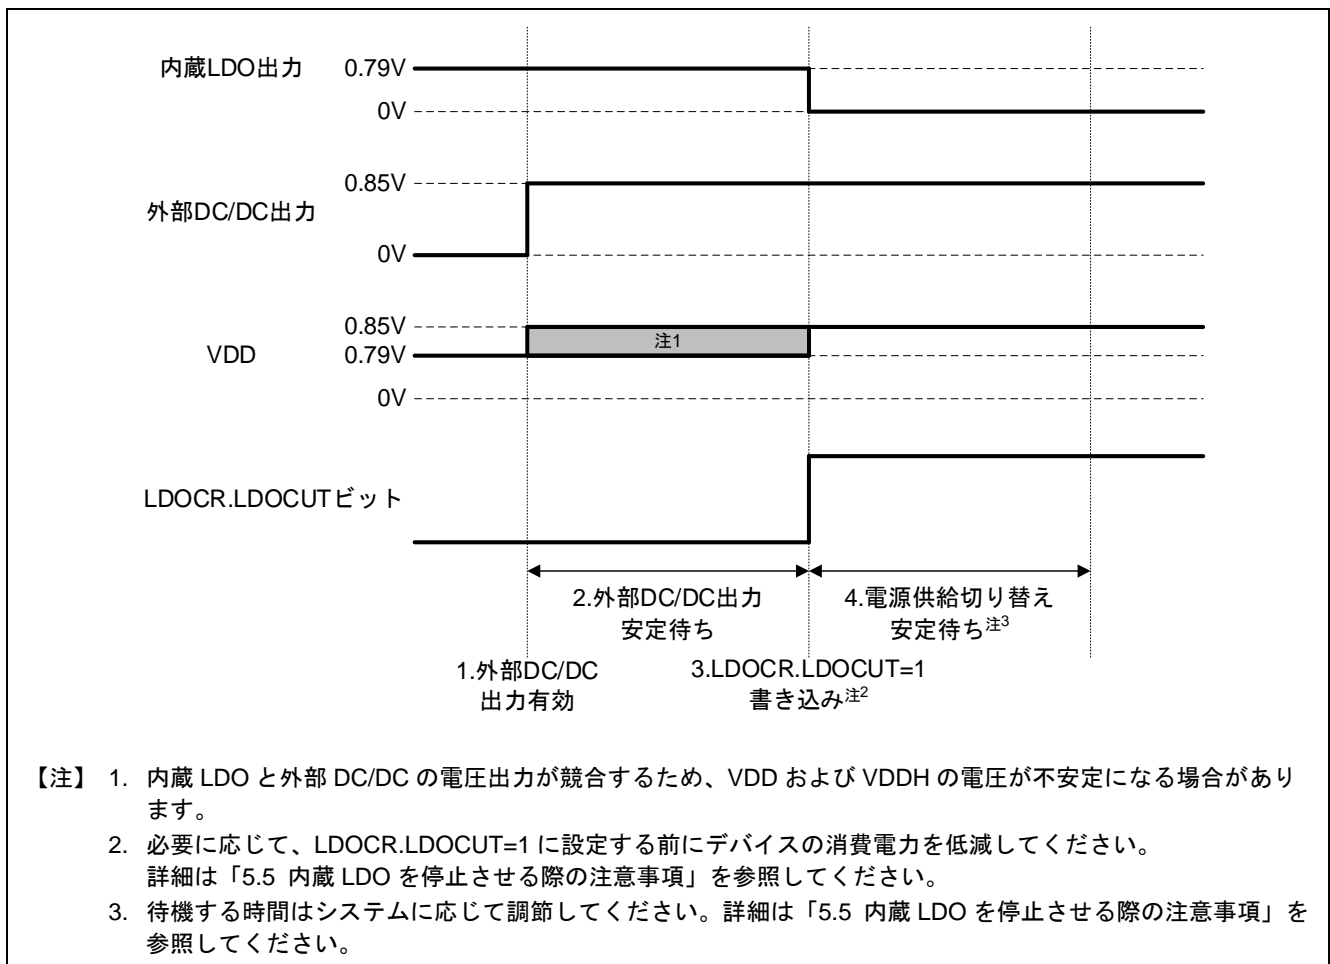 内蔵LDO出力
0.79V
0V
外部DC/DC出力
0.85V
0V
VDD
0.85V
0.79V
0V
注1
LDOCR.LDOCUTビット
2.外部DC/DC出力
安定待ち
4.電源供給切り替え
安定待ち注3
1.外部DC/DC
出力有効
3.LDOCR.LDOCUT=1
書き込み注2
【注】 1. 内蔵 LDO と外部 DC/DC の電圧出力が競合するため、VDD および VDDH の電圧が不安定になる場合があり
ます。
2. 必要に応じて、LDOCR.LDOCUT=1 に設定する前にデバイスの消費電力を低減してください。
詳細は「5.5 内蔵 LDO を停止させる際の注意事項」を参照してください。
3. 待機する時間はシステムに応じて調節してください。詳細は「5.5 内蔵 LDO を停止させる際の注意事項」を
参照してください。